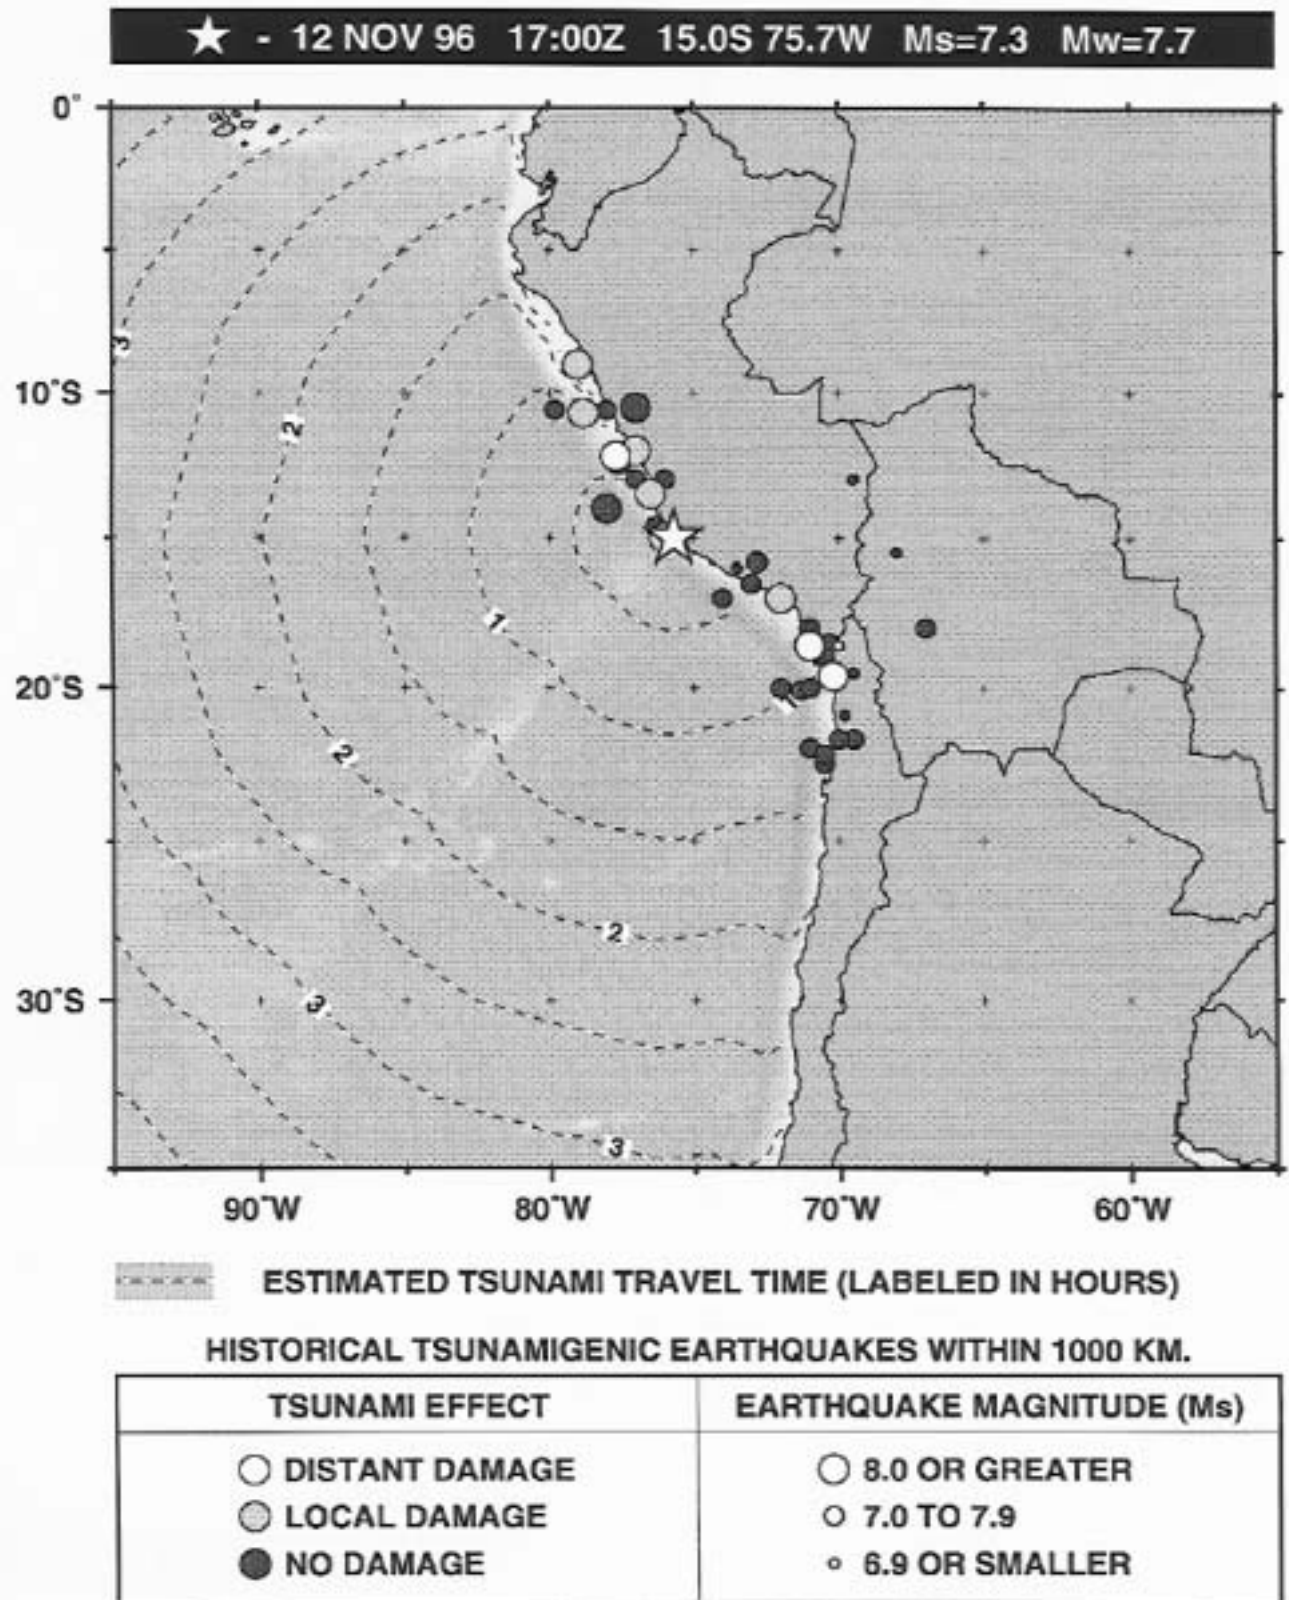 ☆ - 12 NOV 96 17:00Z 15.0S 75.7W Ms=7.3 Mw=7.7
0°
3
10°S
2
1
20°S
1
2
2
30°S
3
3
90°W 80°W 70°W 60°W
ESTIMATED TSUNAMI TRAVEL TIME (LABELED IN HOURS)
HISTORICAL TSUNAMIGENIC EARTHQUAKES WITHIN 1000 KM.
TSUNAMI EFFECT EARTHQUAKE MAGNITUDE (Ms)
DISTANT DAMAGE 8.0 OR GREATER
LOCAL DAMAGE 7.0 TO 7.9
NO DAMAGE 6.9 OR SMALLER